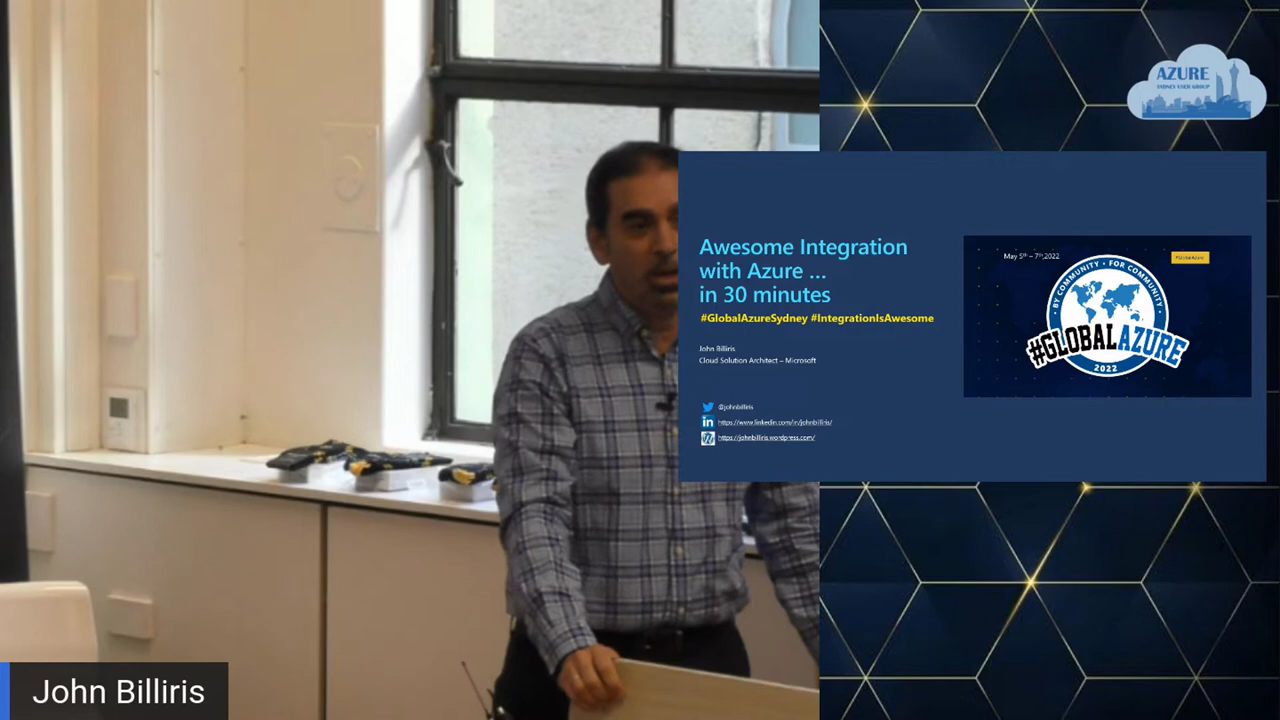 AZURE
SYDNEY USER GROUP
Awesome Integration
with Azure ...
in 30 minutes
#GlobalAzureSydney #IntegrationIsAwesome
John Billiris
Cloud Solution Architect – Microsoft
@johnbilliris
https://www.linkedin.com/in/johnbilliris/
https://johnbilliris.wordpress.com/
May 5th – 7th, 2022
#GlobalAzure
BY COMMUNITY • FOR COMMUNITY
#GLOBALAZURE
2022
John Billiris